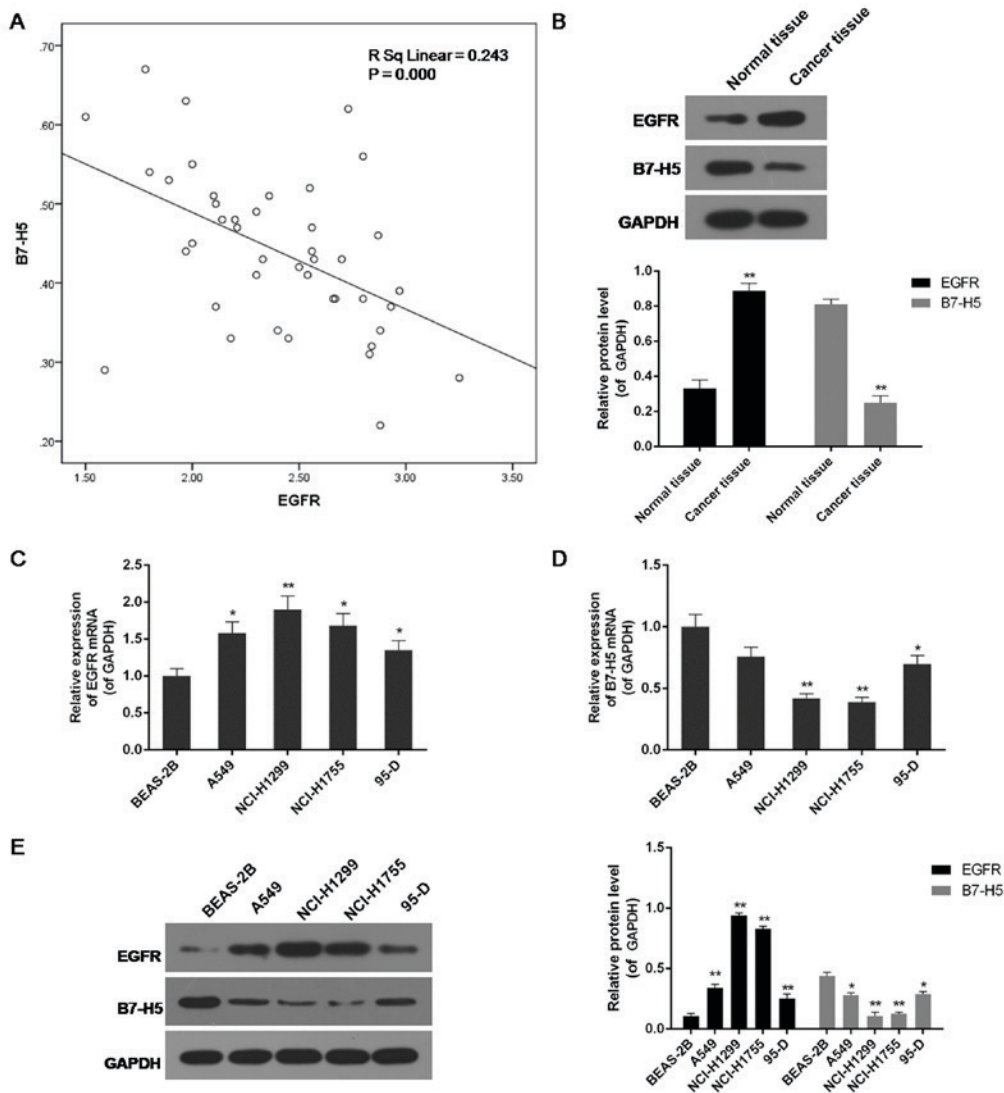 A
R Sq Linear = 0.243
P = 0.000
B7-H5
.70
.60
.50
.40
.30
.20
1.50 2.00 2.50 3.00 3.50
EGFR
B
Normal tissue
Cancer tissue
EGFR
B7-H5
GAPDH
Relative protein level
(of GAPDH)
1.0
0.8
0.6
0.4
0.2
0.0
**
**
EGFR
B7-H5
Normal tissue
Cancer tissue
Normal tissue
Cancer tissue
C
Relative expression
of EGFR mRNA
(of GAPDH)
2.5
2.0
1.5
1.0
0.5
0.0
*
**
*
*
BEAS-2B
A549
NCI-H1299
NCI-H1755
95-D
D
Relative expression
of B7-H5 mRNA
(of GAPDH)
1.5
1.0
0.5
0.0
**
**
*
BEAS-2B
A549
NCI-H1299
NCI-H1755
95-D
E
BEAS-2B
A549
NCI-H1299
NCI-H1755
95-D
EGFR
B7-H5
GAPDH
Relative protein level
(of GAPDH)
1.5
1.0
0.5
0.0
**
**
**
**
*
**
**
*
EGFR
B7-H5
BEAS-2B
A549
NCI-H1299
NCI-H1755
95-D
BEAS-2B
A549
NCI-H1299
NCI-H1755
95-D